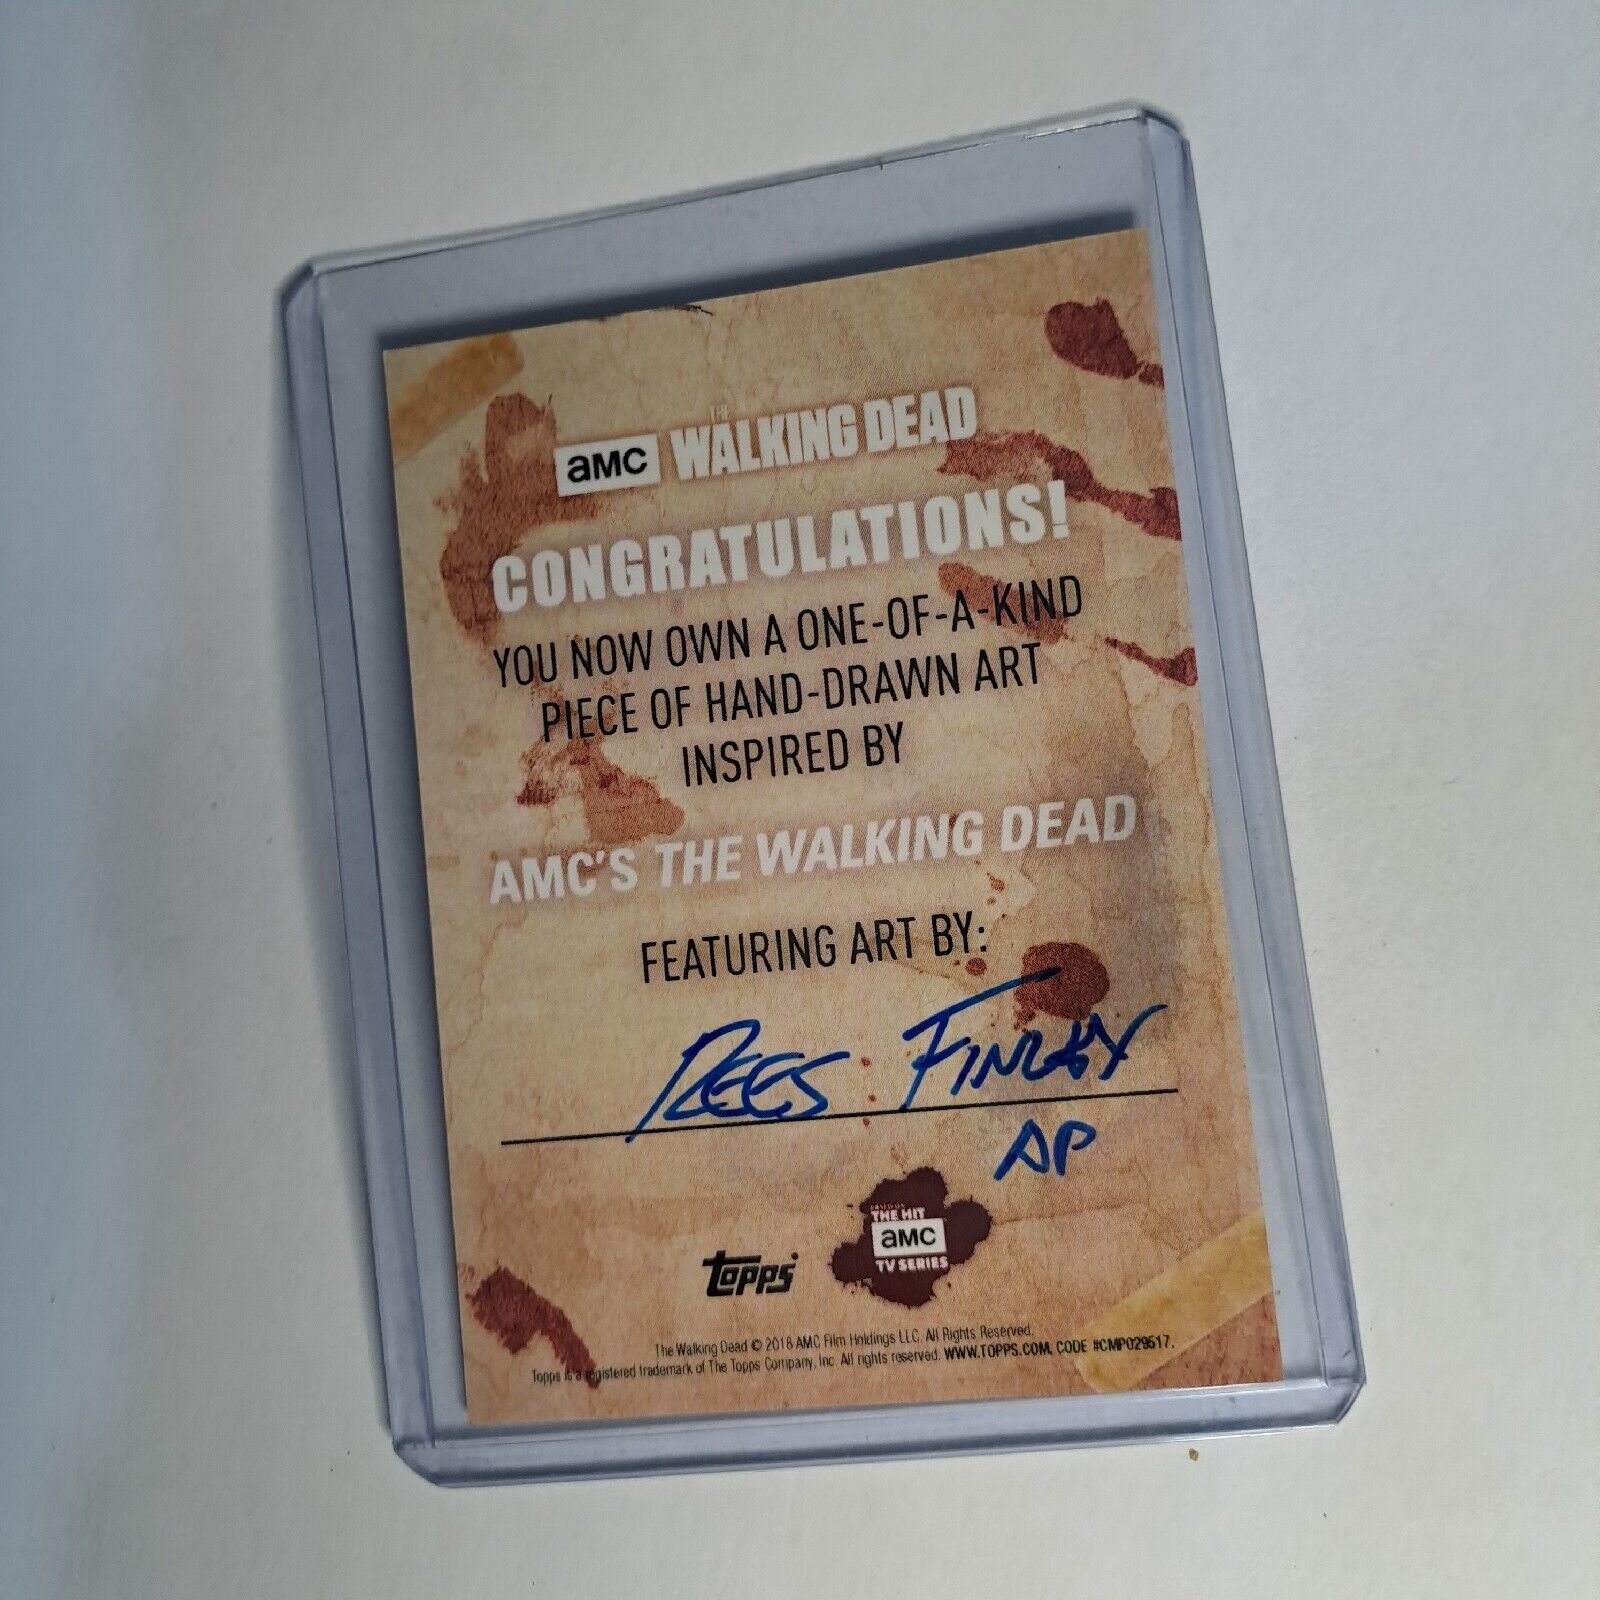 aMC THE WALKING DEAD
CONGRATULATIONS!
YOU NOW OWN A ONE-OF-A-KIND
PIECE OF HAND-DRAWN ART
INSPIRED BY
AMC'S THE WALKING DEAD
FEATURING ART BY:
REES FINLAY
AP
BASED ON
THE HIT
aMC
TV SERIES
topps
The Walking Dead © 2018 AMC Film Holdings LLC. All Rights Reserved.
Topps is a registered trademark of The Topps Company, Inc. All rights reserved. WWW.TOPPS.COM, CODE #CMP029517.